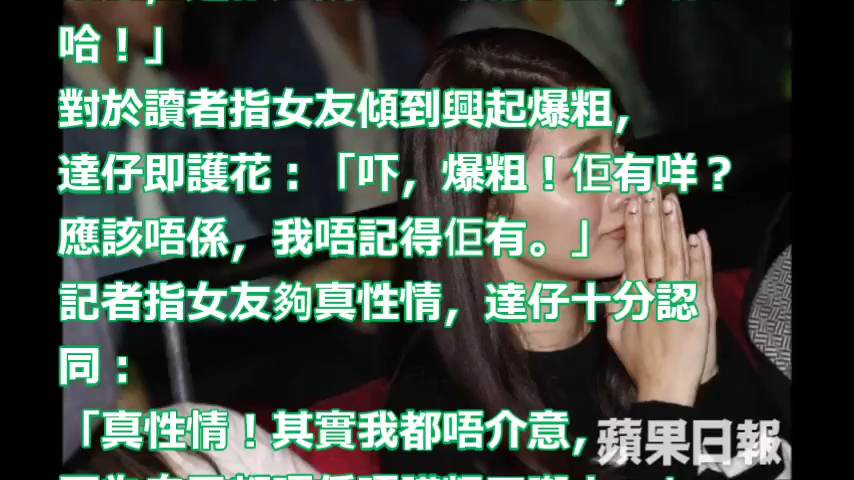 哈！」
對於讀者指女友傾到興起爆粗，
達仔即護花：「吓，爆粗！佢有咩？
應該唔係，我唔記得佢有。」
記者指女友夠真性情，達仔十分認
同：
「真性情！其實我都唔介意，
蘋果日報